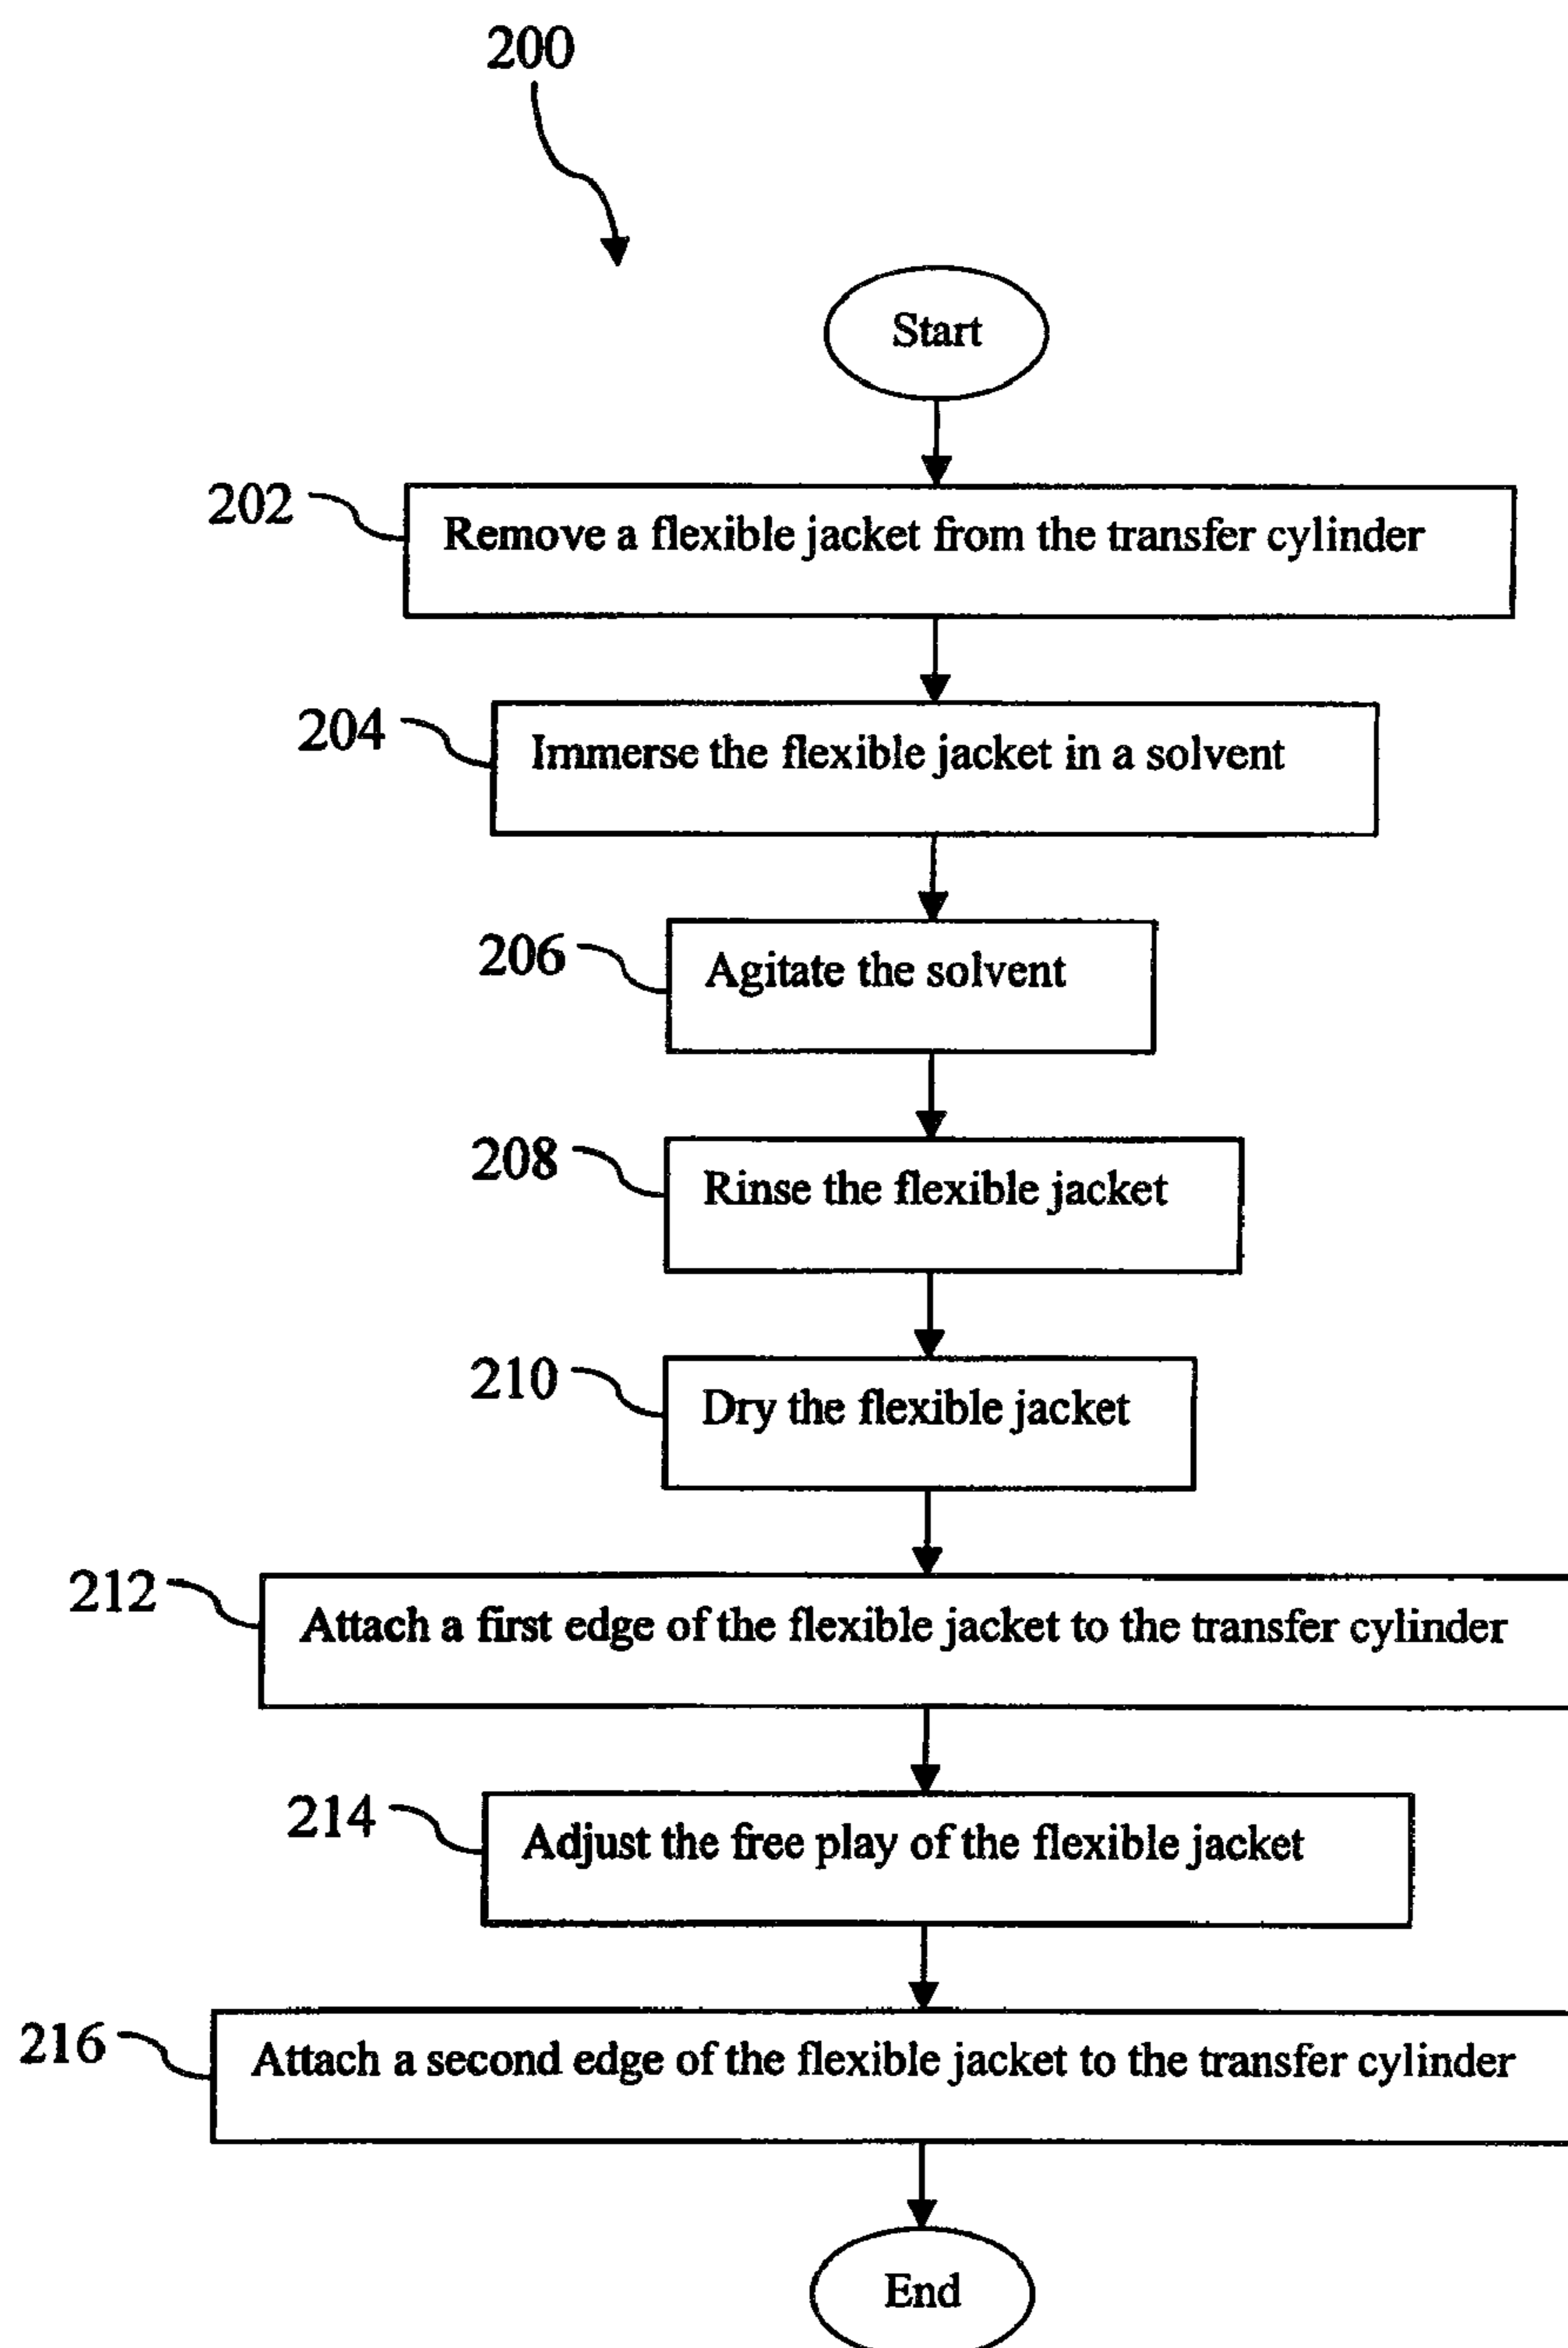 200
Start
202
Remove a flexible jacket from the transfer cylinder
204
Immerse the flexible jacket in a solvent
206
Agitate the solvent
208
Rinse the flexible jacket
210
Dry the flexible jacket
212
Attach a first edge of the flexible jacket to the transfer cylinder
214
Adjust the free play of the flexible jacket
216
Attach a second edge of the flexible jacket to the transfer cylinder
End